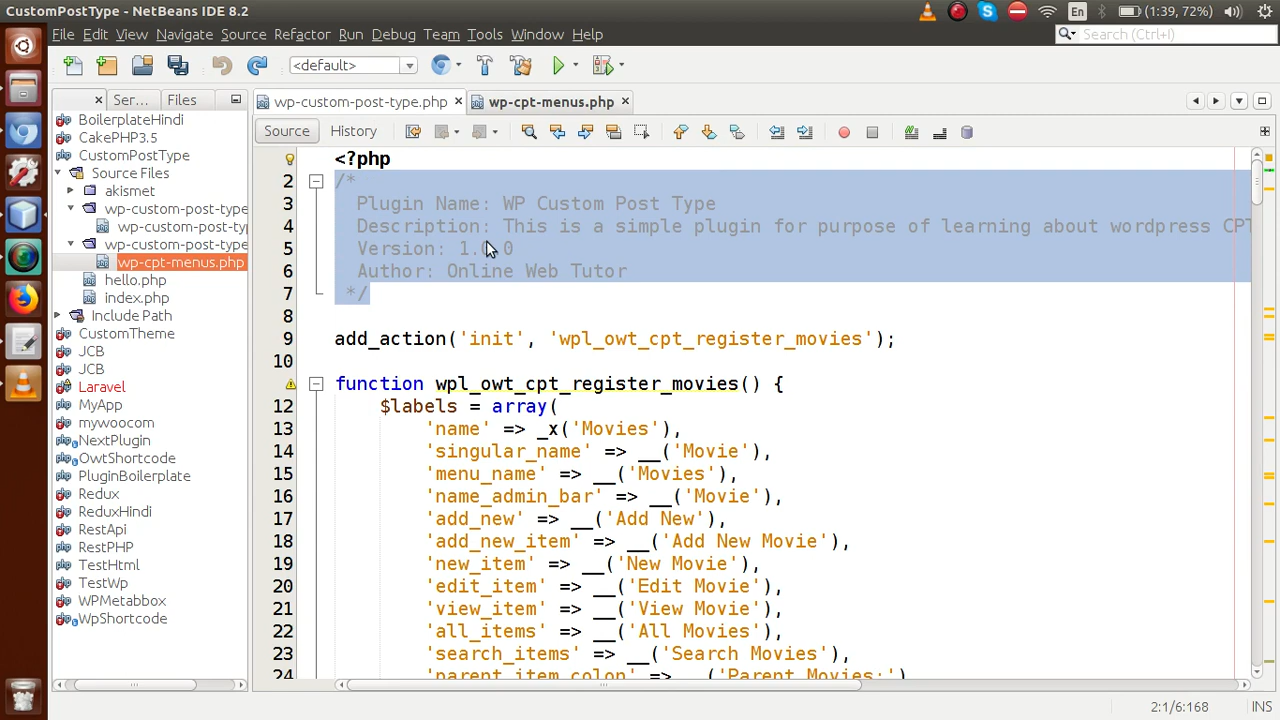 CustomPostType - NetBeans IDE 8.2
En
(1:39, 72%)
File Edit View Navigate Source Refactor Run Debug Team Tools Window Help
Search (Ctrl+I)
<default>
Ser... Files
wp-custom-post-type.php wp-cpt-menus.php
Source History
BoilerplateHindi
CakePHP3.5
CustomPostType
Source Files
akismet
wp-custom-post-type
wp-custom-post-ty
wp-custom-post-type
wp-cpt-menus.php
hello.php
index.php
Include Path
CustomTheme
JCB
JCB
Laravel
MyApp
mywoocom
NextPlugin
OwtShortcode
PluginBoilerplate
Redux
ReduxHindi
RestApi
RestPHP
TestHtml
TestWp
WPMetabbox
WpShortcode
<?php
2 /*
3 Plugin Name: WP Custom Post Type
4 Description: This is a simple plugin for purpose of learning about wordpress CPT
5 Version: 1.0.0
6 Author: Online Web Tutor
7 */
8
9 add_action('init', 'wpl_owt_cpt_register_movies');
10
function wpl_owt_cpt_register_movies() {
12 $labels = array(
13 'name' => _x('Movies'),
14 'singular_name' => __('Movie'),
15 'menu_name' => __('Movies'),
16 'name_admin_bar' => __('Movie'),
17 'add_new' => __('Add New'),
18 'add_new_item' => __('Add New Movie'),
19 'new_item' => __('New Movie'),
20 'edit_item' => __('Edit Movie'),
21 'view_item' => __('View Movie'),
22 'all_items' => __('All Movies'),
23 'search_items' => __('Search Movies'),
24 'parent_item_colon' => __('Parent Movies:')
2:1/6:168 INS